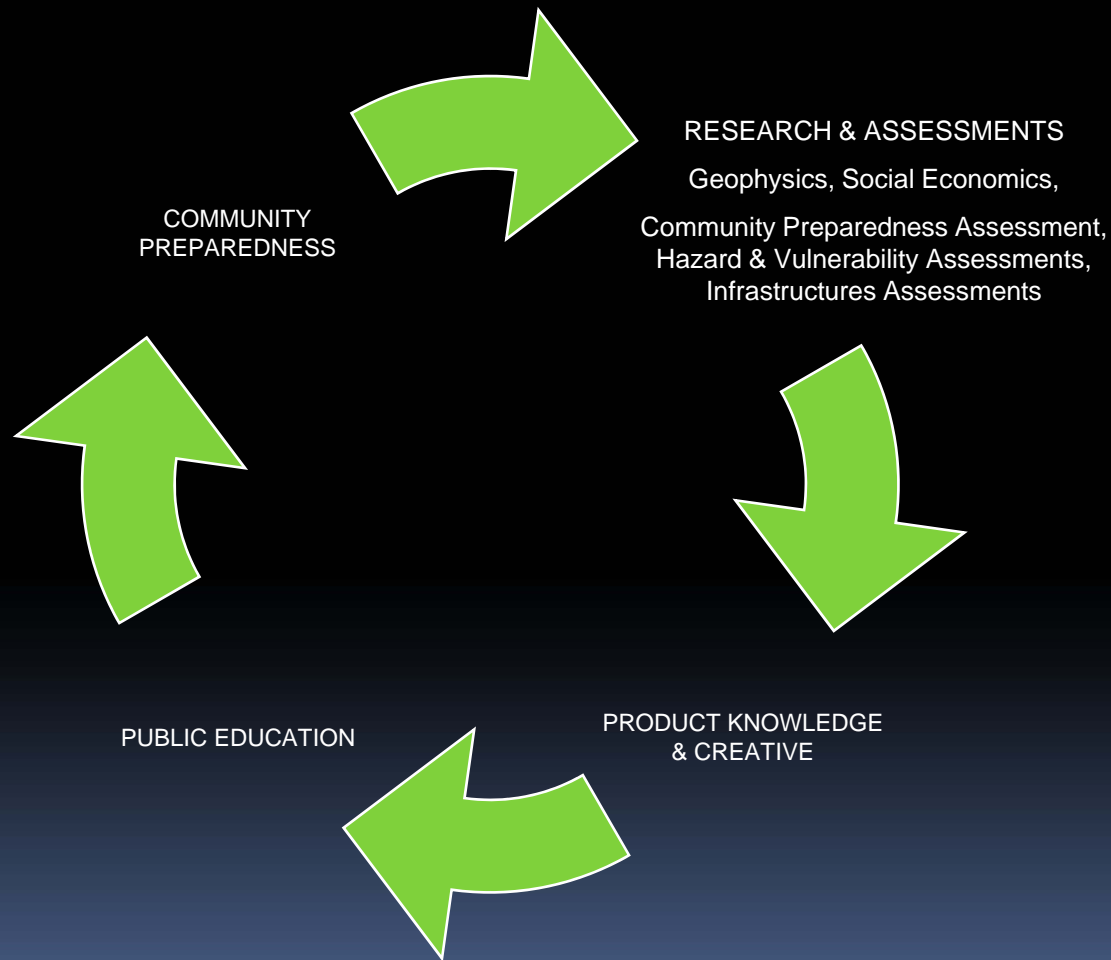 RESEARCH & ASSESSMENTS
Geophysics, Social Economics,
Community Preparedness Assessment,
Hazard & Vulnerability Assessments,
Infrastructures Assessments
COMMUNITY
PREPAREDNESS
PRODUCT KNOWLEDGE
& CREATIVE
PUBLIC EDUCATION